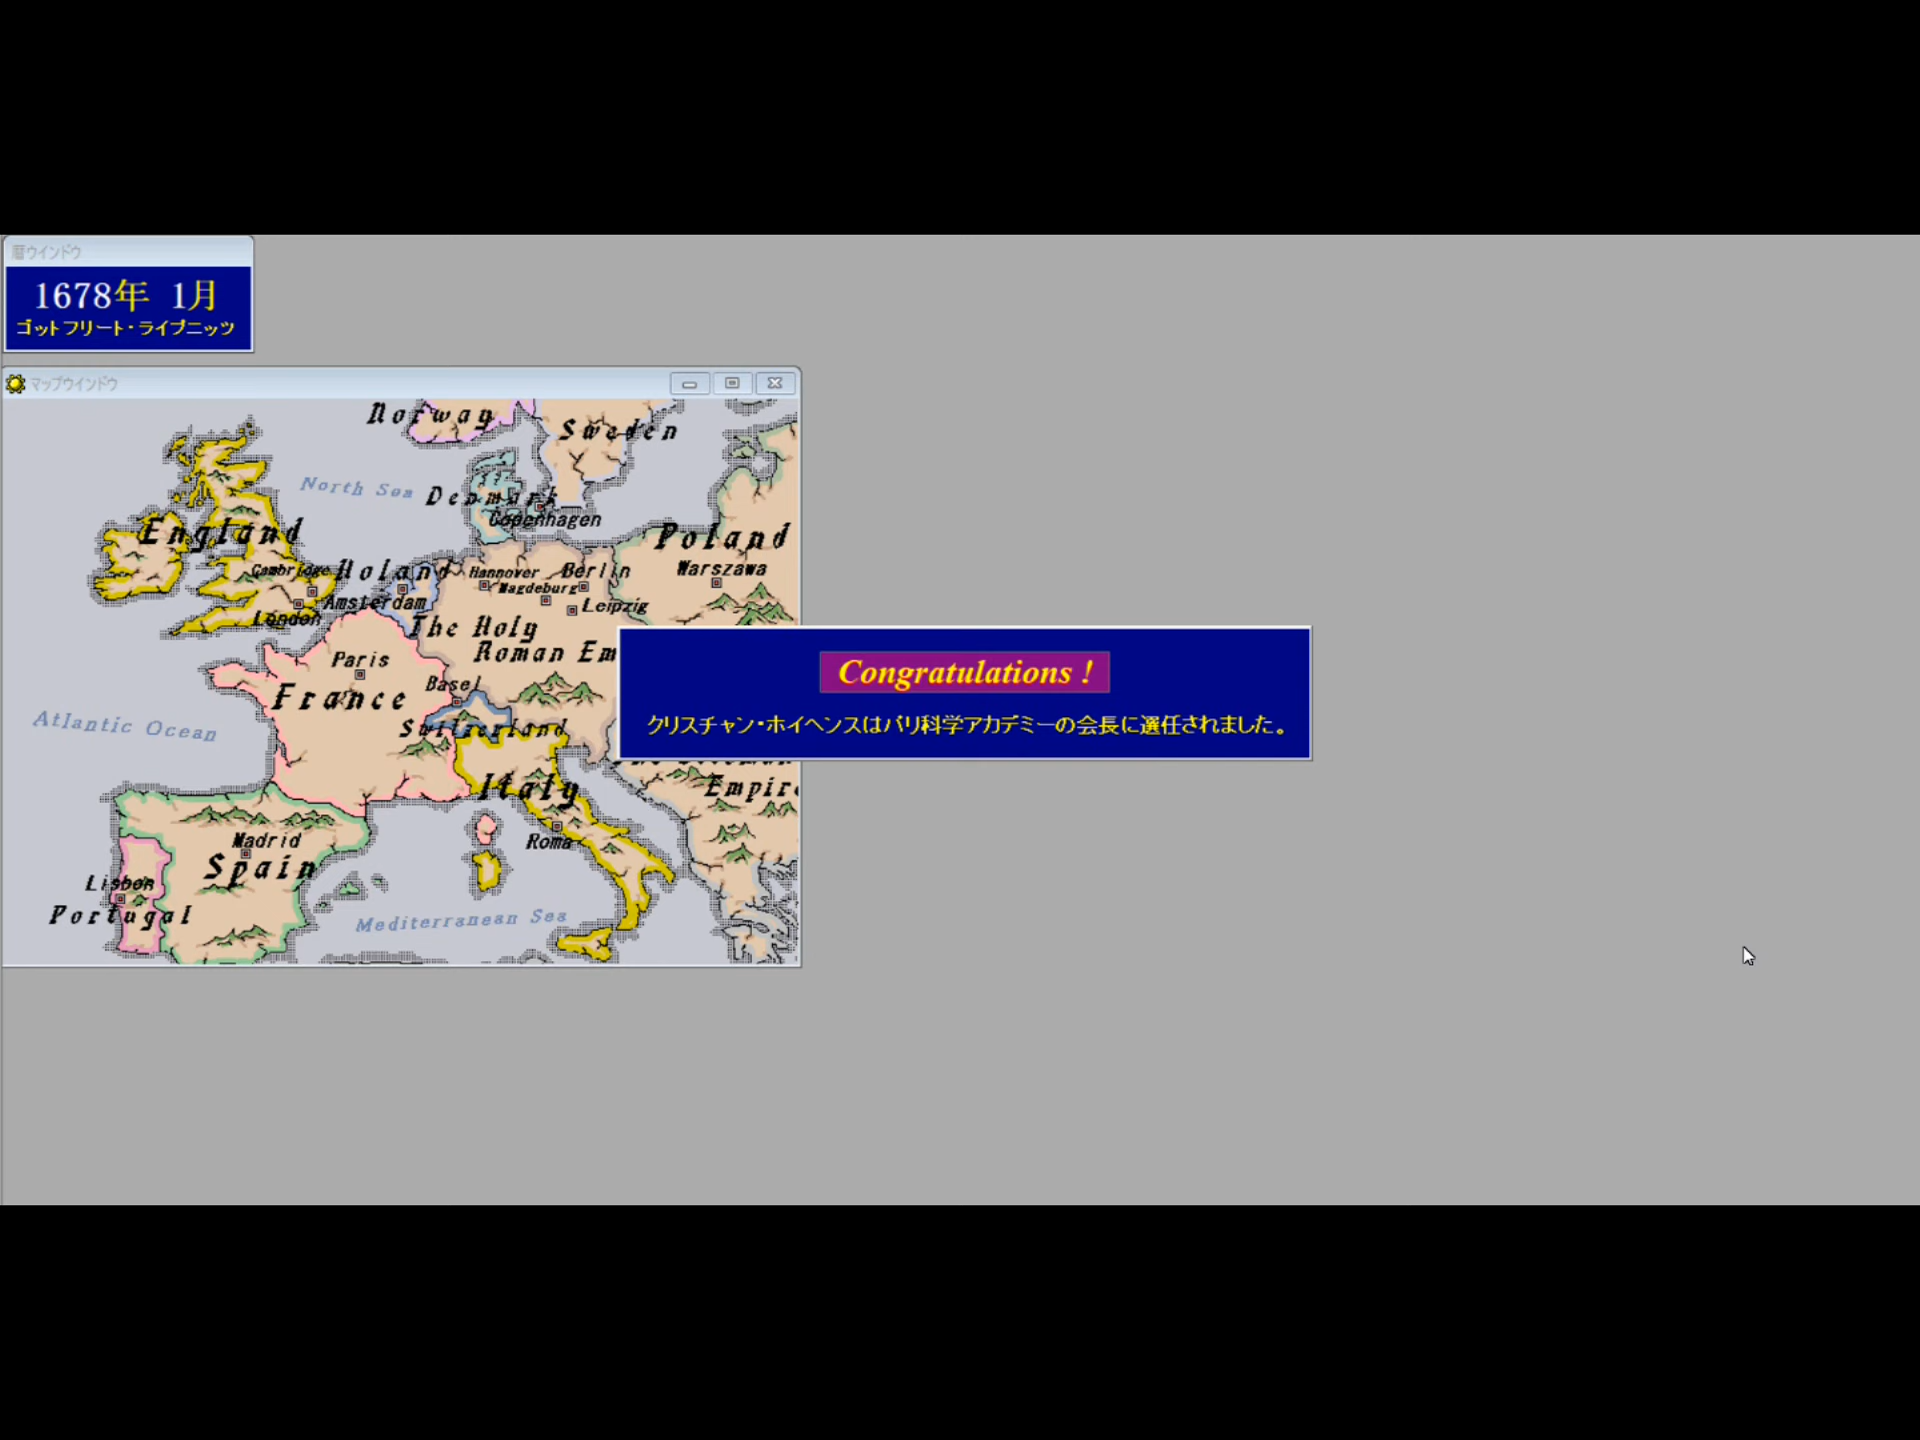 暦ウインドウ
1678年 1月
ゴットフリート・ライプニッツ
マップウインドウ
Norway
Sweden
North Sea
Denmark
Copenhagen
England
Poland
Cambridge
Holand
Hannover
Berlin
Warszawa
Magdeburg
Amsterdam
Leipzig
London
The Holy
Roman Em
Paris
Basel
France
Switzerland
Atlantic Ocean
Italy
Empire
Roma
Madrid
Spain
Lisbon
Portugal
Mediterranean Sea
Congratulations !
クリスチャン・ホイヘンスはパリ科学アカデミーの会長に選任されました。